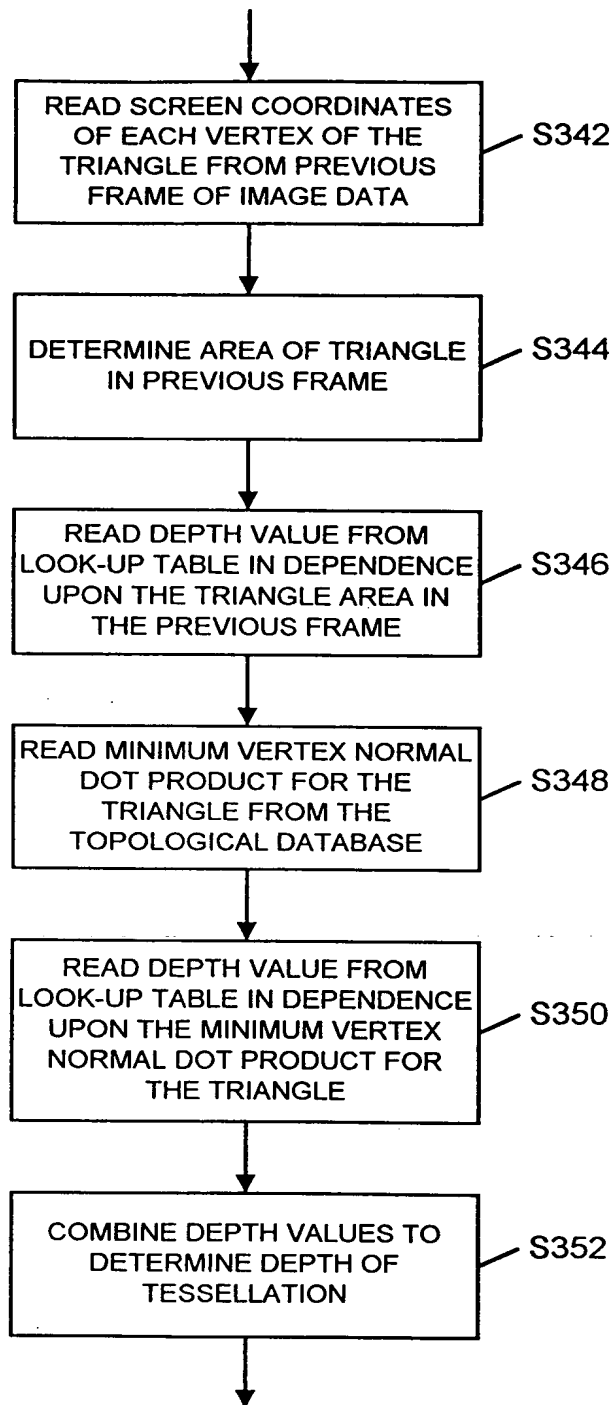 READ SCREEN COORDINATES
OF EACH VERTEX OF THE
TRIANGLE FROM PREVIOUS
FRAME OF IMAGE DATA
S342
DETERMINE AREA OF TRIANGLE
IN PREVIOUS FRAME
S344
READ DEPTH VALUE FROM
LOOK-UP TABLE IN DEPENDENCE
UPON THE TRIANGLE AREA IN
THE PREVIOUS FRAME
S346
READ MINIMUM VERTEX NORMAL
DOT PRODUCT FOR THE
TRIANGLE FROM THE
TOPOLOGICAL DATABASE
S348
READ DEPTH VALUE FROM
LOOK-UP TABLE IN DEPENDENCE
UPON THE MINIMUM VERTEX
NORMAL DOT PRODUCT FOR
THE TRIANGLE
S350
COMBINE DEPTH VALUES TO
DETERMINE DEPTH OF
TESSELLATION
S352